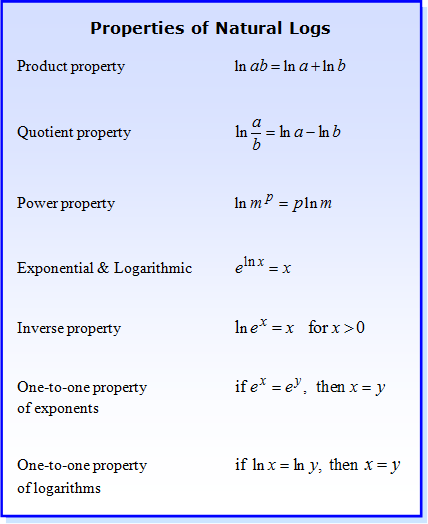 Properties of Natural Logs
Product property ln ab = ln a + ln b
Quotient property ln a/b = ln a − ln b
Power property ln m^p = p ln m
Exponential & Logarithmic e^(ln x) = x
Inverse property ln e^x = x for x > 0
One-to-one property if e^x = e^y, then x = y
of exponents
One-to-one property if ln x = ln y, then x = y
of logarithms